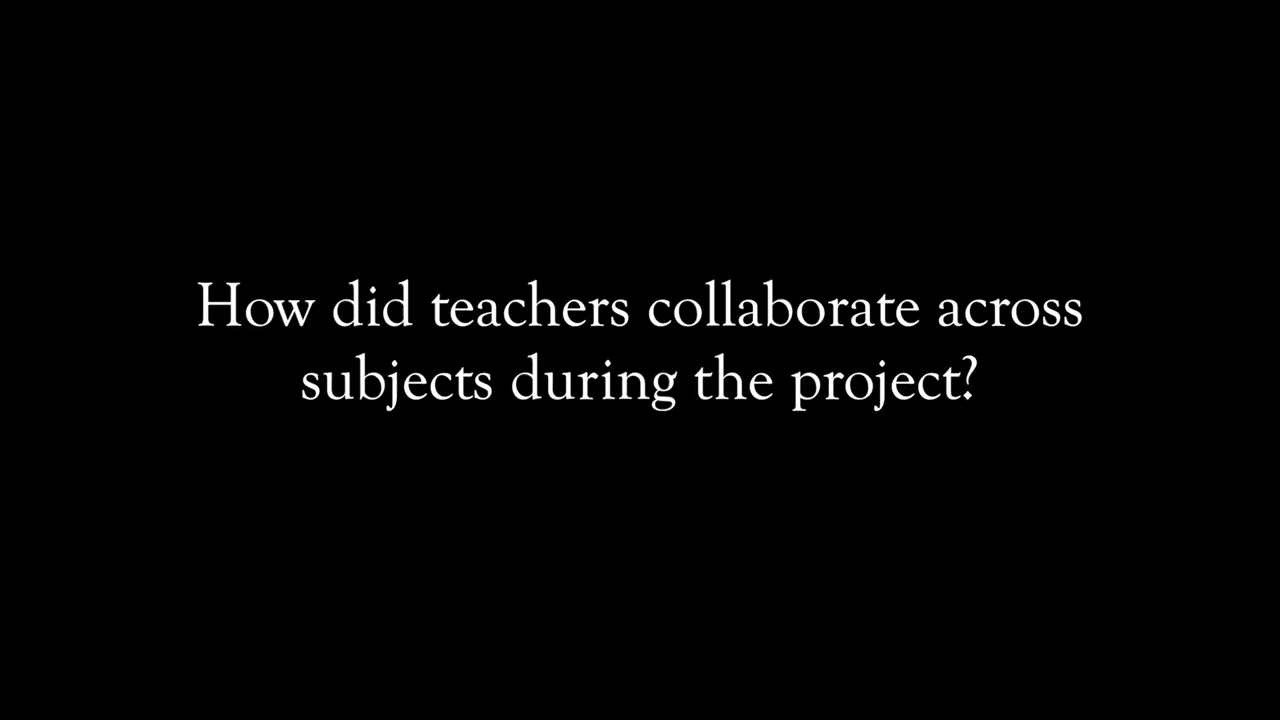 How did teachers collaborate across
subjects during the project?